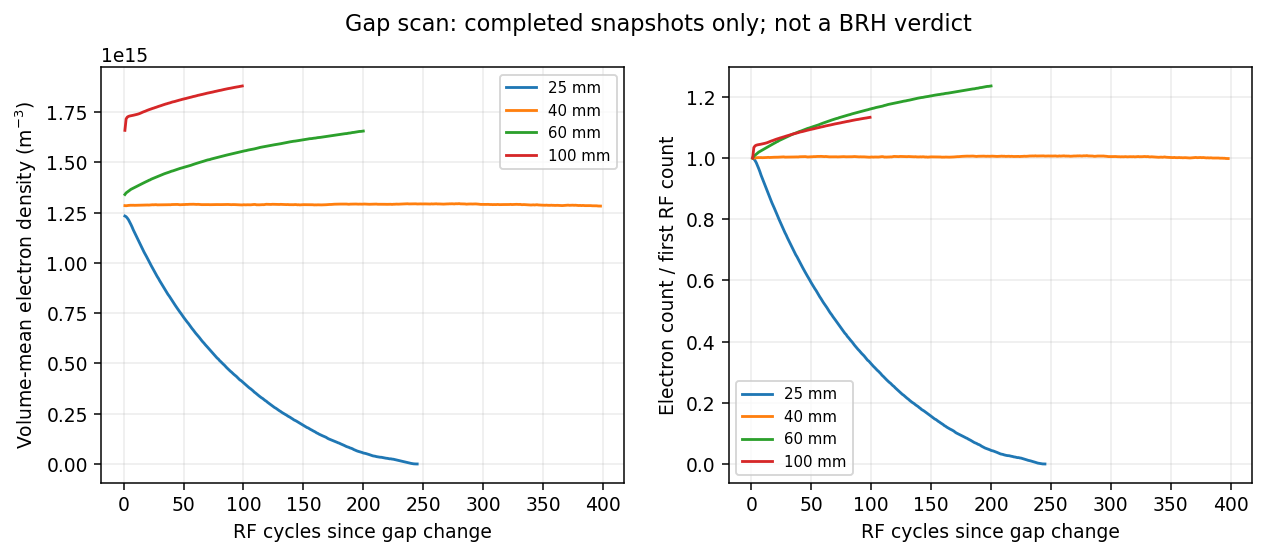 Gap scan: completed snapshots only; not a BRH verdict
1e15
Volume-mean electron density (m⁻³)
1.75
1.50
1.25
1.00
0.75
0.50
0.25
0.00
25 mm
40 mm
60 mm
100 mm
0 50 100 150 200 250 300 350 400
RF cycles since gap change
Electron count / first RF count
1.2
1.0
0.8
0.6
0.4
0.2
0.0
25 mm
40 mm
60 mm
100 mm
0 50 100 150 200 250 300 350 400
RF cycles since gap change